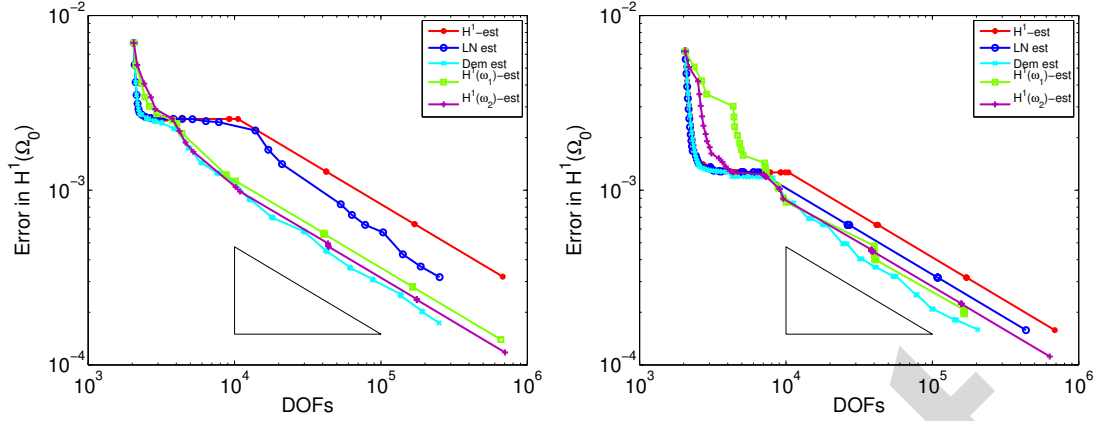 10^-2
10^-3
10^-4
Error in H^1(Ω_0)
H^1-est
LN est
Dem est
H^1(ω_1)-est
H^1(ω_2)-est
10^3
10^4
10^5
10^6
DOFs
10^-2
10^-3
10^-4
Error in H^1(Ω_0)
H^1-est
LN est
Dem est
H^1(ω_1)-est
H^1(ω_2)-est
10^3
10^4
10^5
10^6
DOFs